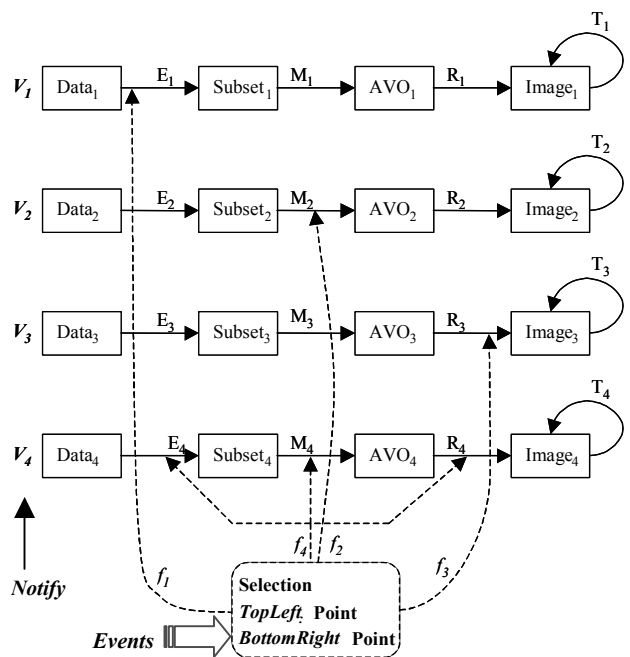 T₁
E₁ M₁ R₁
V₁ Data₁ Subset₁ AVO₁ Image₁
T₂
E₂ M₂ R₂
V₂ Data₂ Subset₂ AVO₂ Image₂
T₃
E₃ M₃ R₃
V₃ Data₃ Subset₃ AVO₃ Image₃
T₄
E₄ M₄ R₄
V₄ Data₄ Subset₄ AVO₄ Image₄
f₁ f₄ f₂ f₃
Notify
Selection
TopLeft Point
Events BottomRight Point